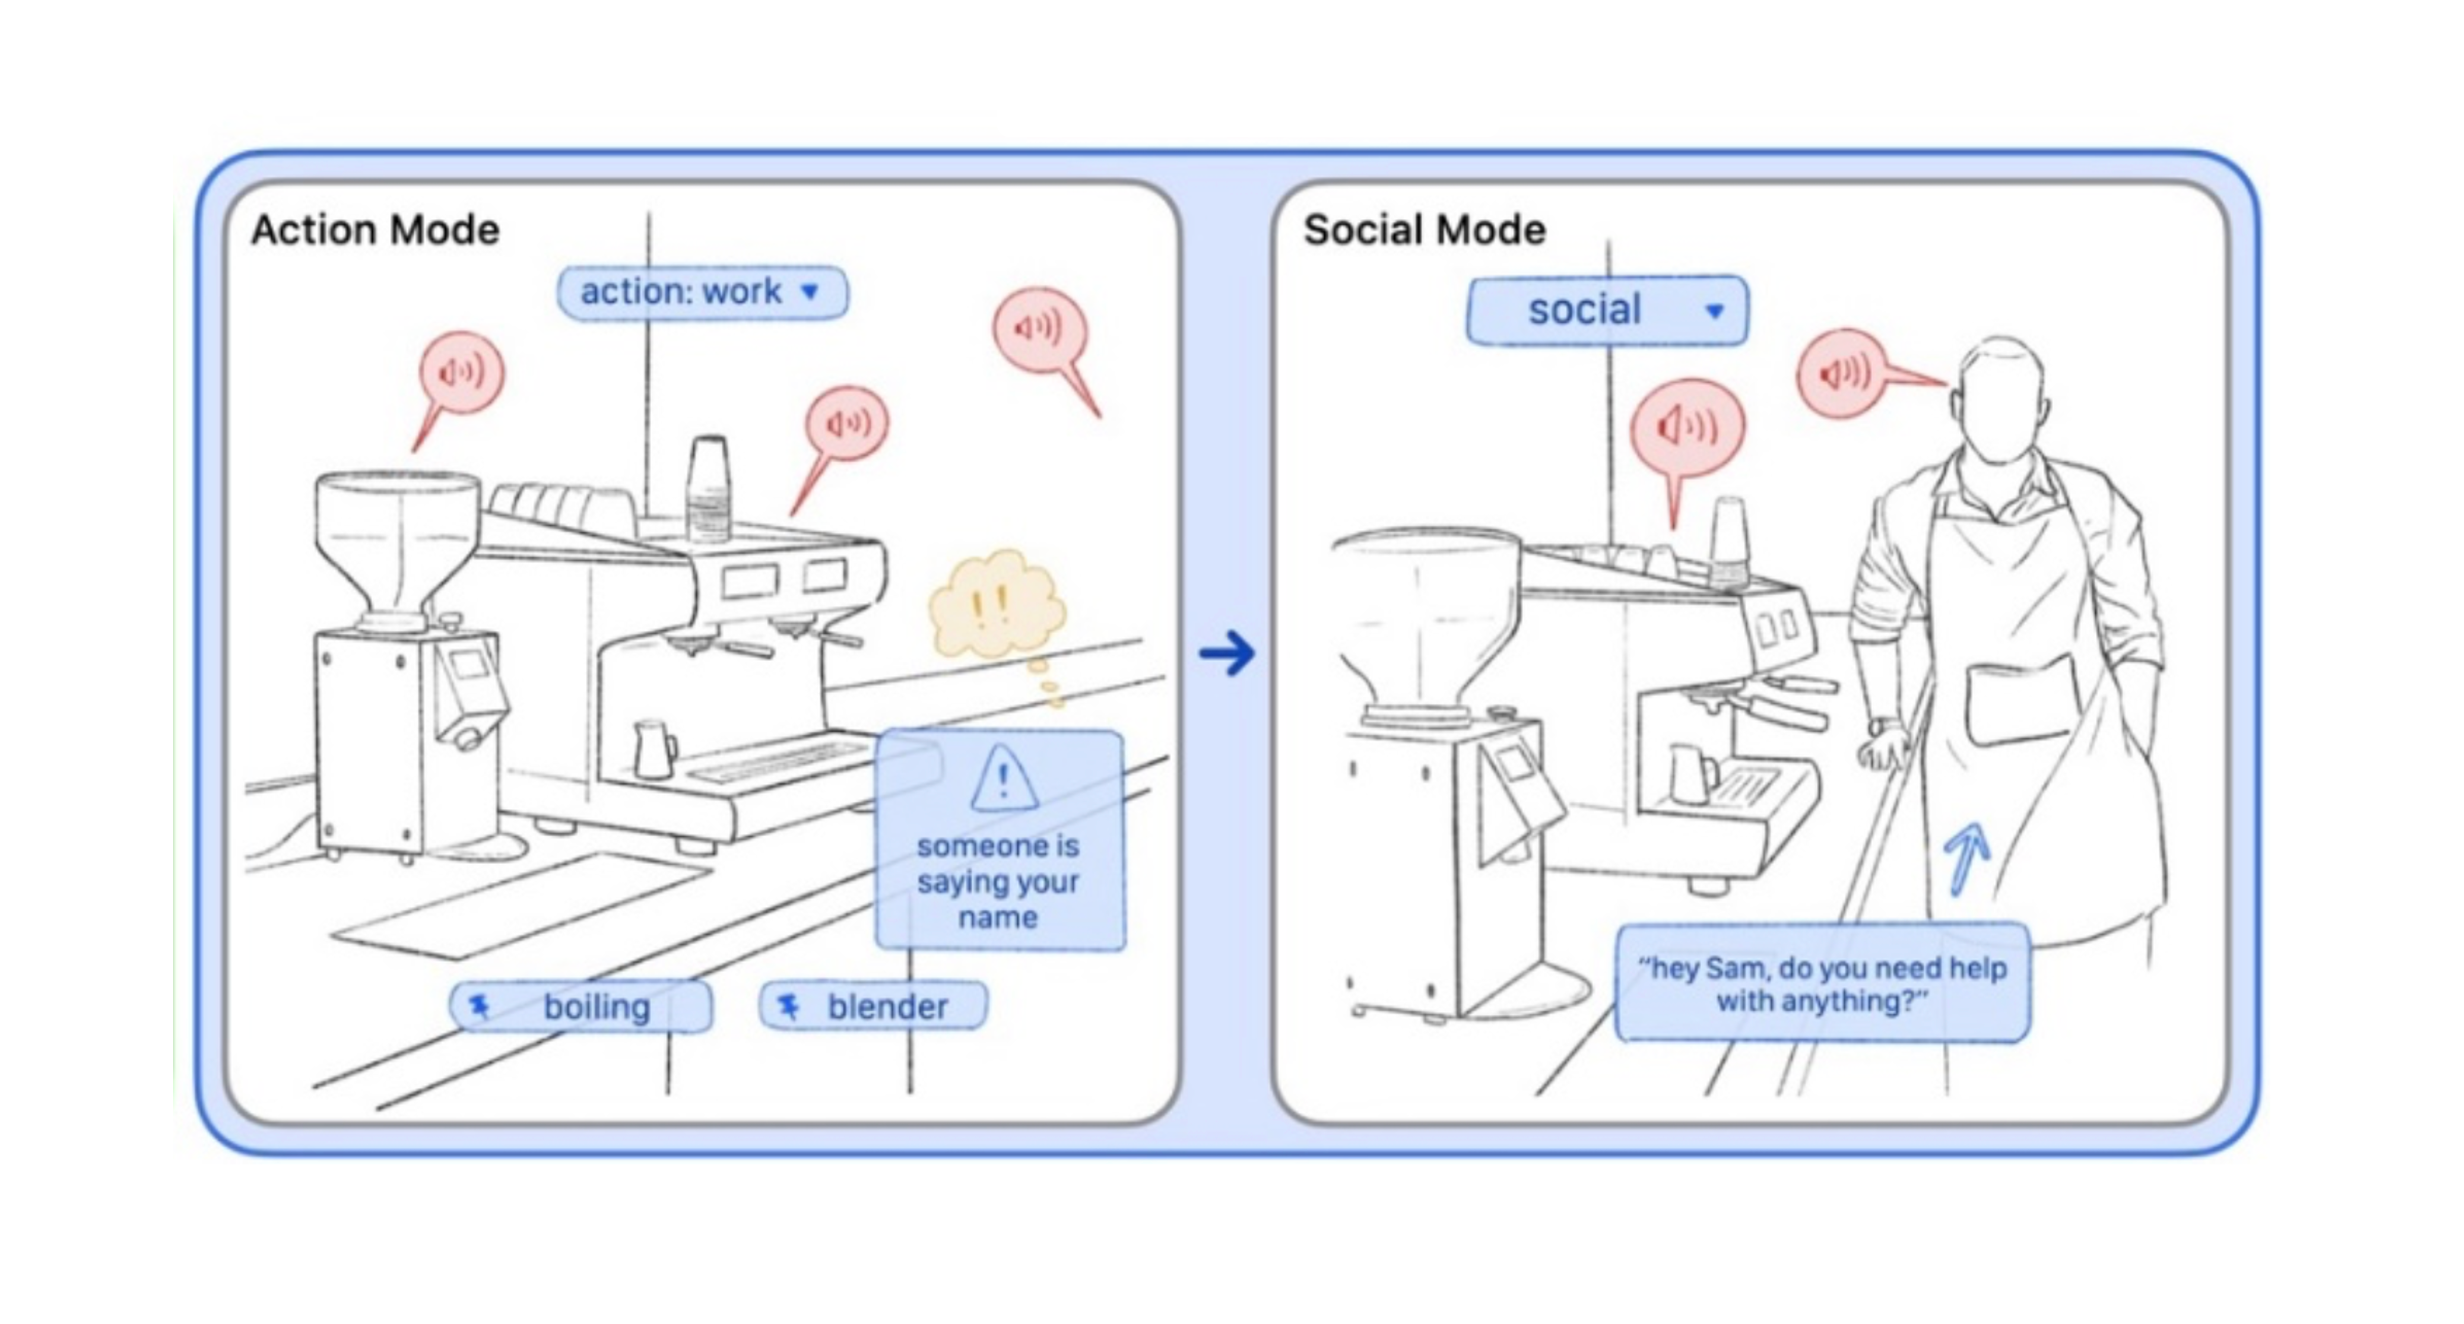 Action Mode
action: work
!!
!
someone is
saying your
name
boiling
blender
Social Mode
social
“hey Sam, do you need help
with anything?”